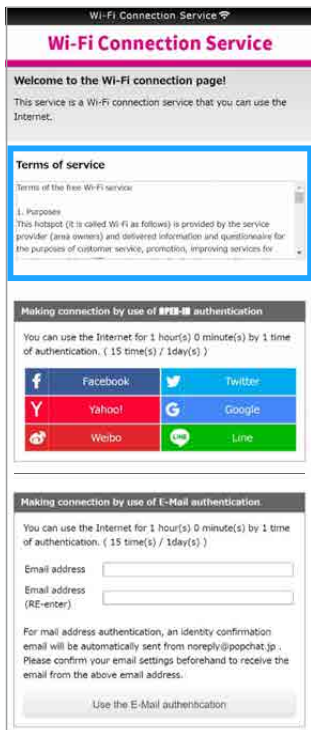 Wi-Fi Connection Service
Wi-Fi Connection Service
Welcome to the Wi-Fi connection page!
This service is a Wi-Fi connection service that you can use the
Internet.
Terms of service
Terms of the free Wi-Fi service
1. Purposes
This hotspot (it is called Wi-Fi as follows) is provided by the service
provider (area owners) and delivered information and questionnaire for
the purposes of customer service, promotion, improving services for
Making connection by use of OPEN-ID authentication
You can use the Internet for 1 hour(s) 0 minute(s) by 1 time
of authentication. ( 15 time(s) / 1day(s) )
Facebook
Twitter
Yahoo!
Google
Weibo
LINE
Line
Making connection by use of E-Mail authentication
You can use the Internet for 1 hour(s) 0 minute(s) by 1 time
of authentication. ( 15 time(s) / 1day(s) )
Email address
Email address
(RE-enter)
For mail address authentication, an identity confirmation
email will be automatically sent from noreply@popchat.jp .
Please confirm your email settings beforehand to receive the
email from the above email address.
Use the E-Mail authentication